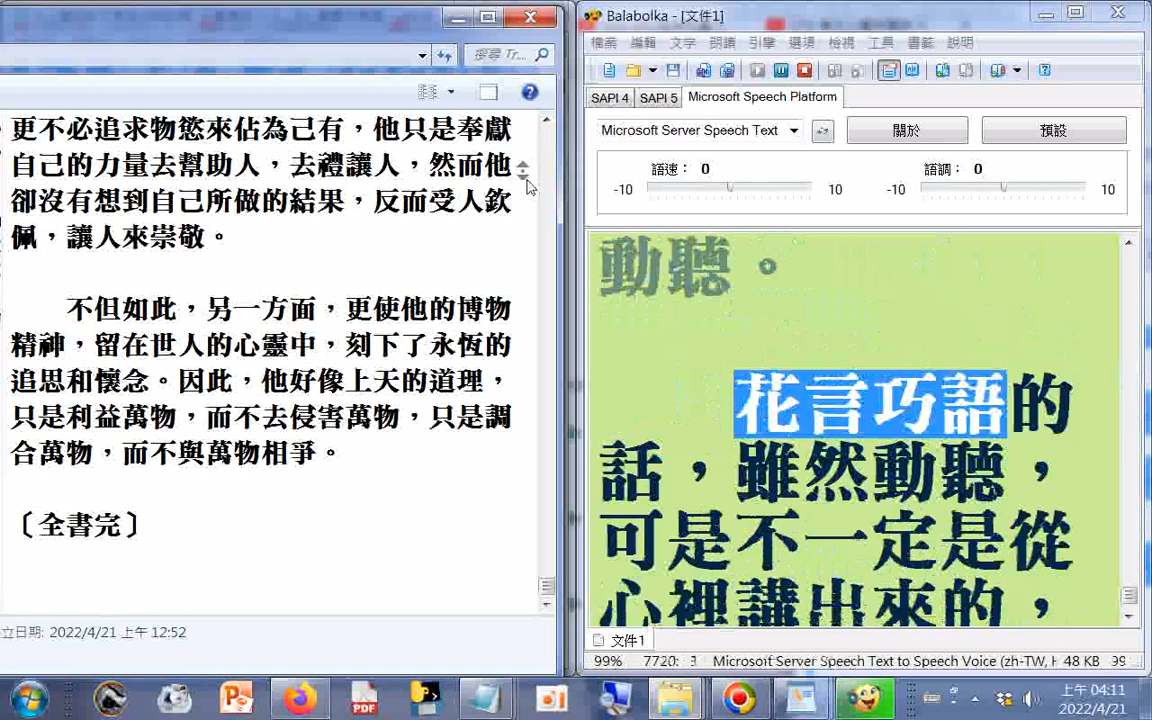 搜尋 Tr...
更不必追求物慾來佔為己有，他只是奉獻
自己的力量去幫助人，去禮讓人，然而他
卻沒有想到自己所做的結果，反而受人欽
佩，讓人來崇敬。
不但如此，另一方面，更使他的博物
精神，留在世人的心靈中，刻下了永恆的
追思和懷念。因此，他好像上天的道理，
只是利益萬物，而不去侵害萬物，只是調
合萬物，而不與萬物相爭。
〔全書完〕
立日期: 2022/4/21 上午 12:52
Balabolka - [文件1]
檔案 編輯 文字 朗讀 引擎 選項 檢視 工具 書籤 說明
SAPI 4 SAPI 5 Microsoft Speech Platform
Microsoft Server Speech Text 關於 預設
語速： 0 語調： 0
-10 10 -10 10
動聽。
花言巧語的
話，雖然動聽，
可是不一定是從
心裡講出來的，
文件1
99% 7720: Microsoft Server Speech Text to Speech Voice (zh-TW, H 48 KB 99
PDF
上午 04:11
2022/4/21